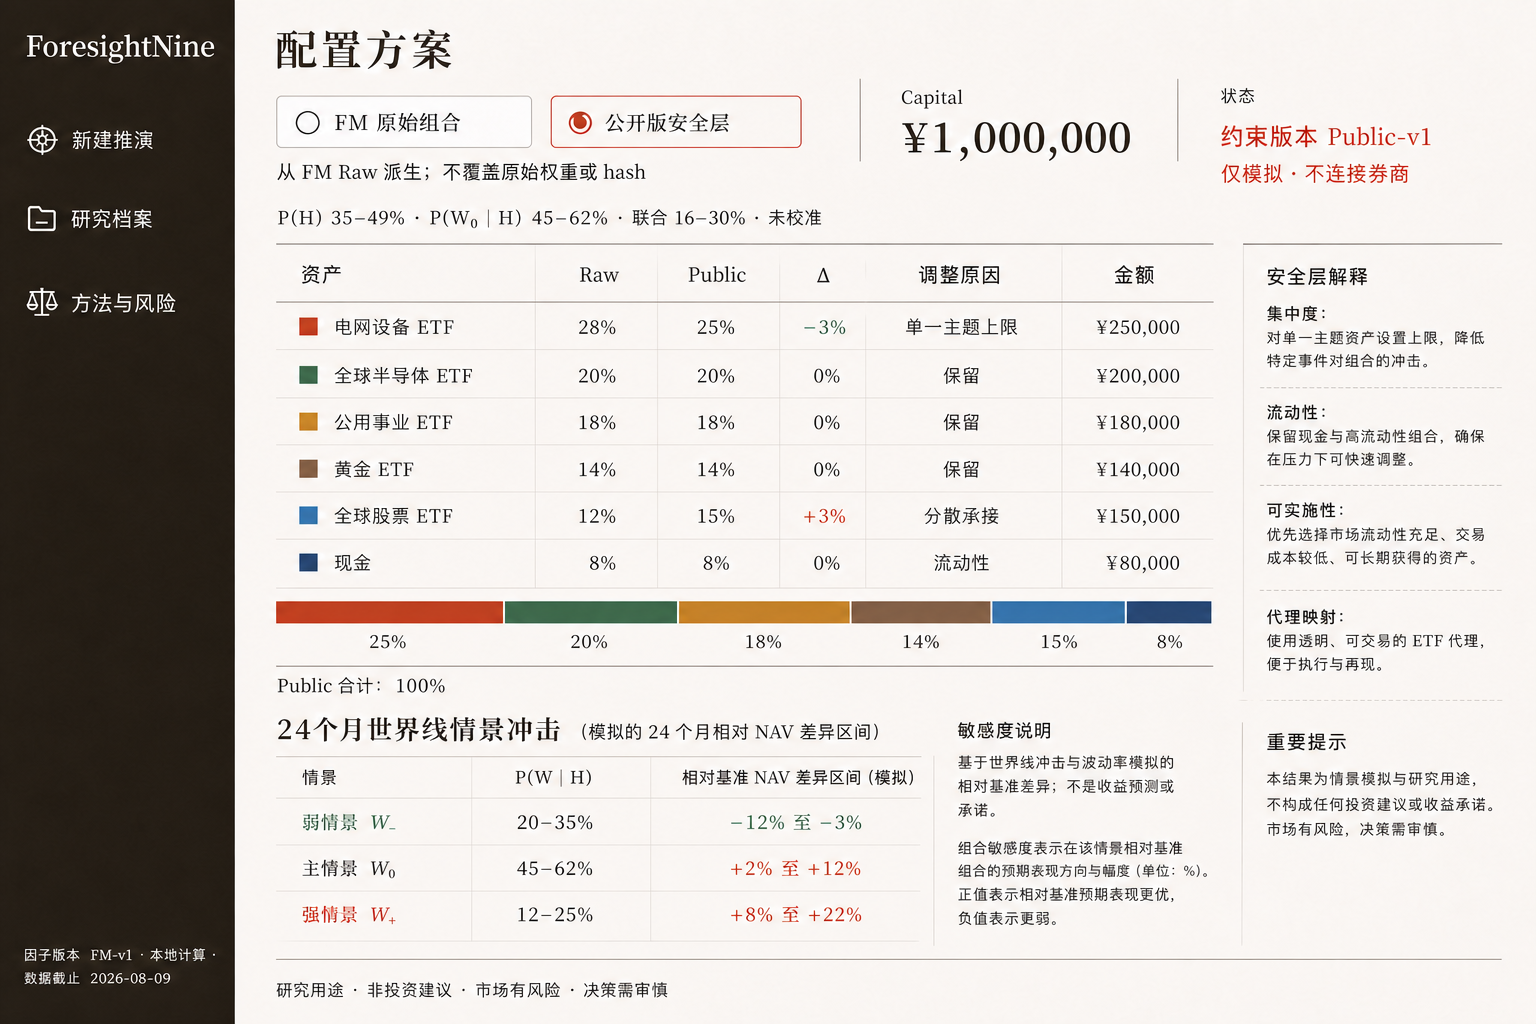 ForesightNine
新建推演
研究档案
方法与风险
因子版本 FM-v1 · 本地计算 ·
数据截止 2026-08-09
配置方案
FM 原始组合
公开版安全层
从 FM Raw 派生；不覆盖原始权重或 hash
Capital
¥1,000,000
状态
约束版本 Public-v1
仅模拟 · 不连接券商
P(H) 35–49% · P(W₀ | H) 45–62% · 联合 16–30% · 未校准
资产 Raw Public Δ 调整原因 金额
电网设备 ETF 28% 25% −3% 单一主题上限 ¥250,000
全球半导体 ETF 20% 20% 0% 保留 ¥200,000
公用事业 ETF 18% 18% 0% 保留 ¥180,000
黄金 ETF 14% 14% 0% 保留 ¥140,000
全球股票 ETF 12% 15% +3% 分散承接 ¥150,000
现金 8% 8% 0% 流动性 ¥80,000
25% 20% 18% 14% 15% 8%
Public 合计： 100%
安全层解释
集中度：
对单一主题资产设置上限，降低
特定事件对组合的冲击。
流动性：
保留现金与高流动性组合，确保
在压力下可快速调整。
可实施性：
优先选择市场流动性充足、交易
成本较低、可长期获得的资产。
代理映射：
使用透明、可交易的 ETF 代理，
便于执行与再现。
24个月世界线情景冲击 （模拟的 24 个月相对 NAV 差异区间）
情景 P(W | H) 相对基准 NAV 差异区间 (模拟)
弱情景 W₋ 20–35% −12% 至 −3%
主情景 W₀ 45–62% +2% 至 +12%
强情景 W₊ 12–25% +8% 至 +22%
敏感度说明
基于世界线冲击与波动率模拟的
相对基准差异；不是收益预测或
承诺。
组合敏感度表示在该情景相对基准
组合的预期表现方向与幅度 (单位：%)。
正值表示相对基准预期表现更优，
负值表示更弱。
重要提示
本结果为情景模拟与研究用途，
不构成任何投资建议或收益承诺。
市场有风险，决策需审慎。
研究用途 · 非投资建议 · 市场有风险 · 决策需审慎